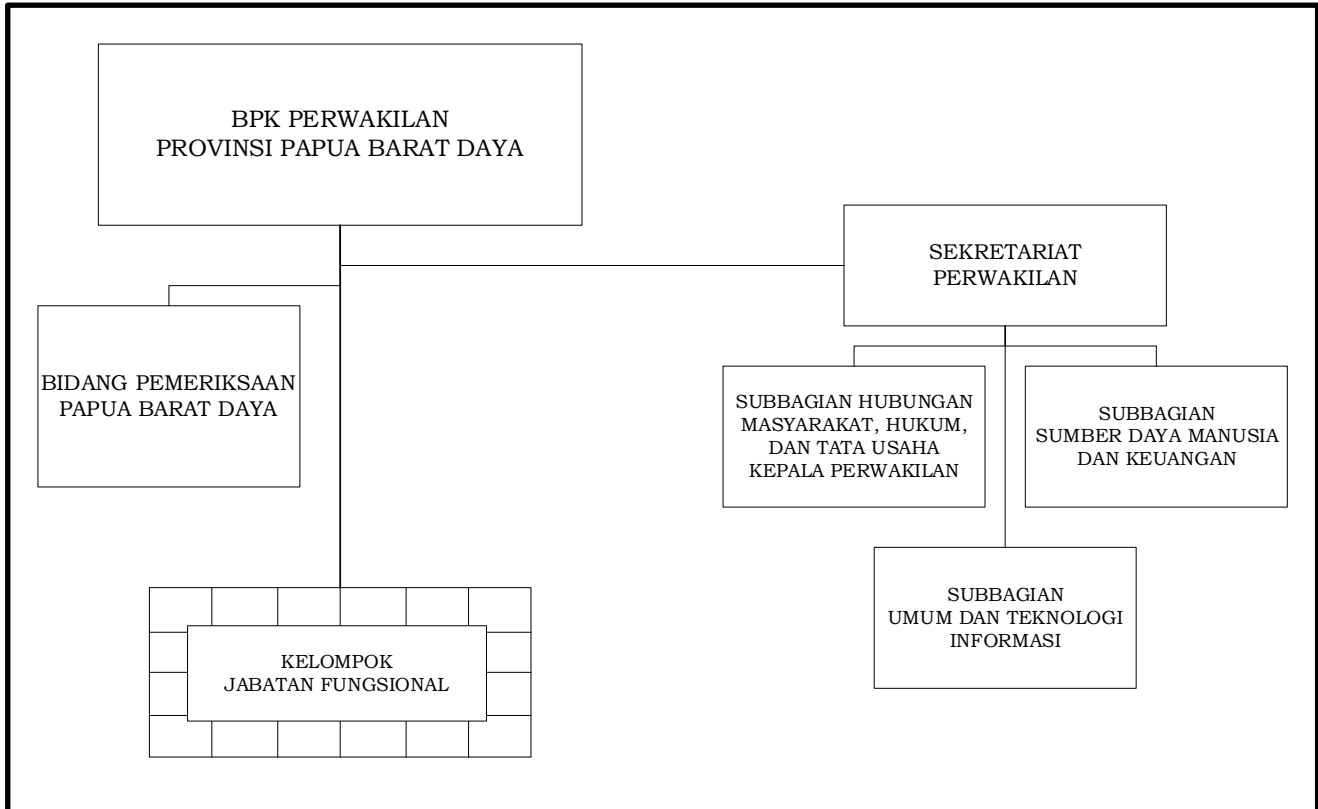 BPK PERWAKILAN
PROVINSI PAPUA BARAT DAYA
SEKRETARIAT
PERWAKILAN
BIDANG PEMERIKSAAN
PAPUA BARAT DAYA
SUBBAGIAN HUBUNGAN
MASYARAKAT, HUKUM,
DAN TATA USAHA
KEPALA PERWAKILAN
SUBBAGIAN
SUMBER DAYA MANUSIA
DAN KEUANGAN
SUBBAGIAN
UMUM DAN TEKNOLOGI
INFORMASI
KELOMPOK
JABATAN FUNGSIONAL